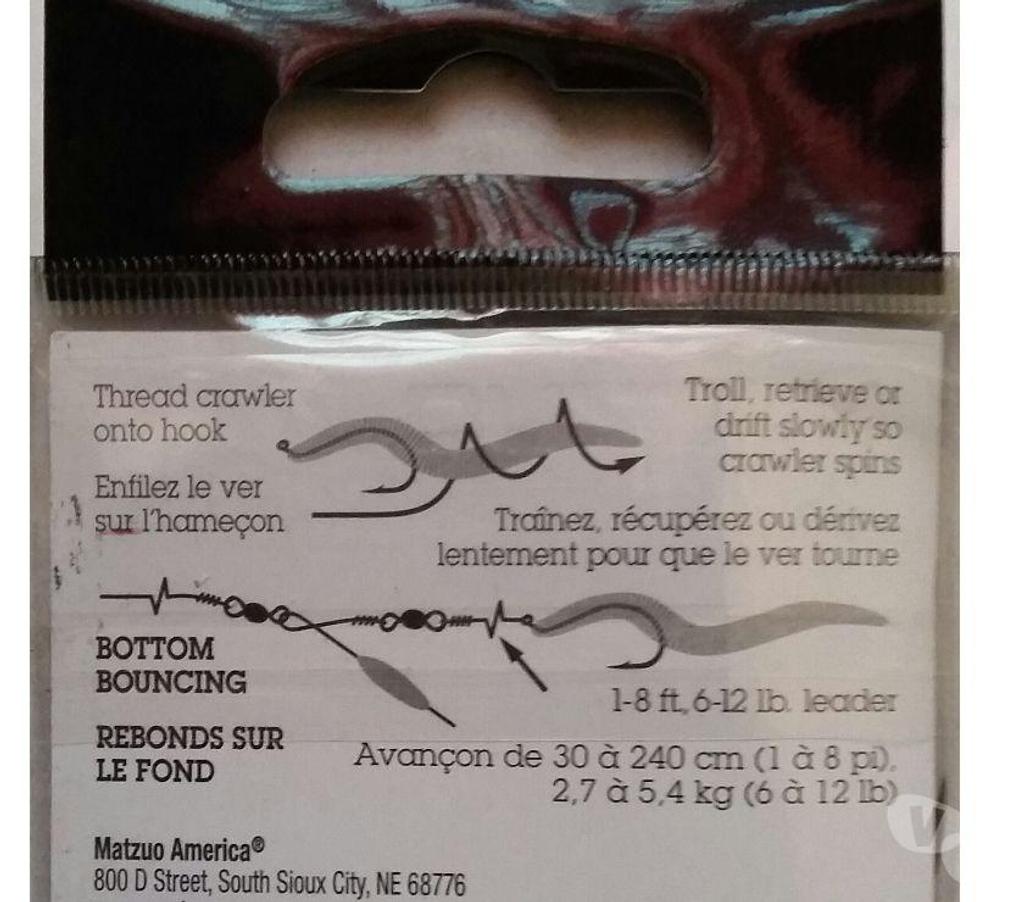 Thread crawler
onto hook
Enfilez le ver
sur l'hameçon
Troll, retrieve or
drift slowly so
crawler spins
Traînez, récupérez ou dérivez
lentement pour que le ver tourne
BOTTOM
BOUNCING
REBONDS SUR
LE FOND
1-8 ft, 6-12 lb. leader
Avançon de 30 à 240 cm (1 à 8 pi),
2,7 à 5,4 kg (6 à 12 lb)
Matzuo America®
800 D Street, South Sioux City, NE 68776
V